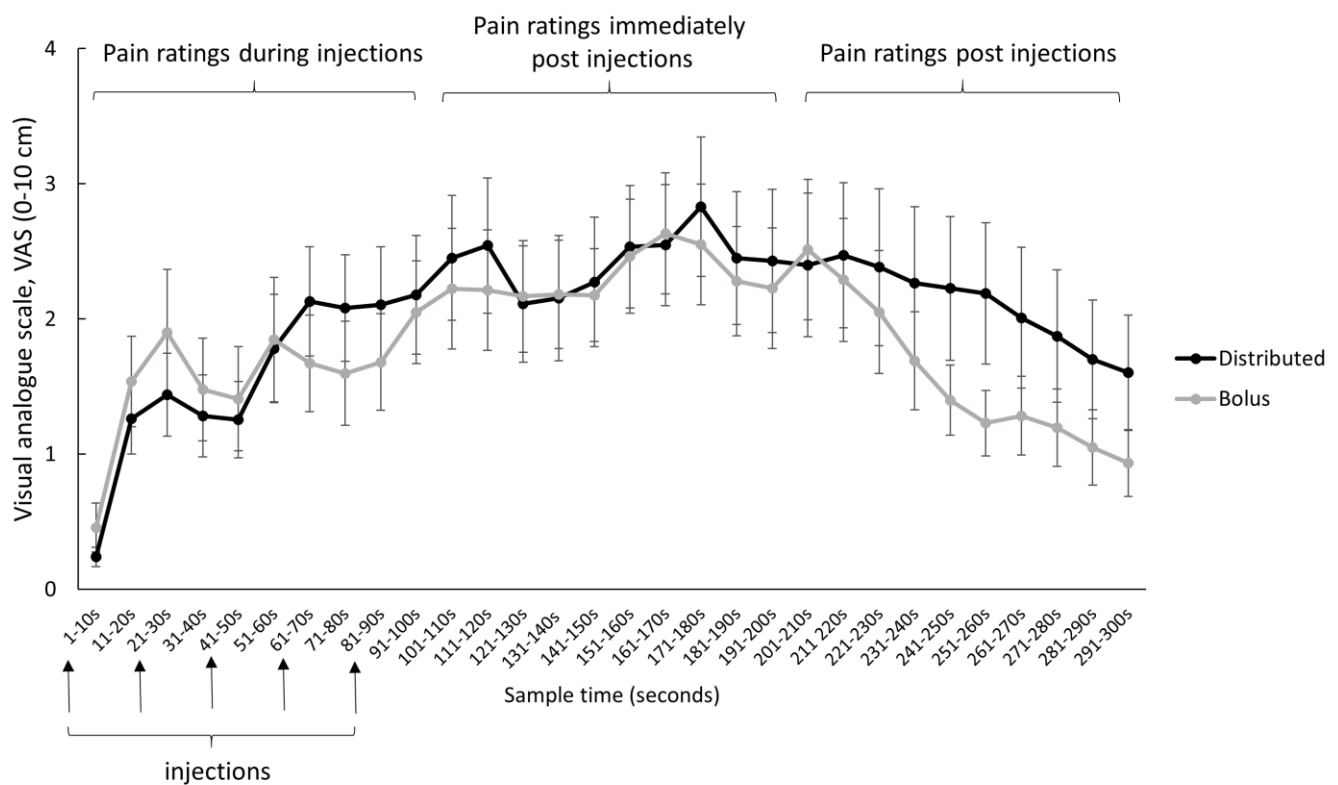 Pain ratings during injections
Pain ratings immediately
post injections
Pain ratings post injections
Visual analogue scale, VAS (0-10 cm)
4
3
2
1
0
Distributed
Bolus
1-10s
11-20s
21-30s
31-40s
41-50s
51-60s
61-70s
71-80s
81-90s
91-100s
101-110s
111-120s
121-130s
131-140s
141-150s
151-160s
161-170s
171-180s
181-190s
191-200s
201-210s
211-220s
221-230s
231-240s
241-250s
251-260s
261-270s
271-280s
281-290s
291-300s
Sample time (seconds)
injections